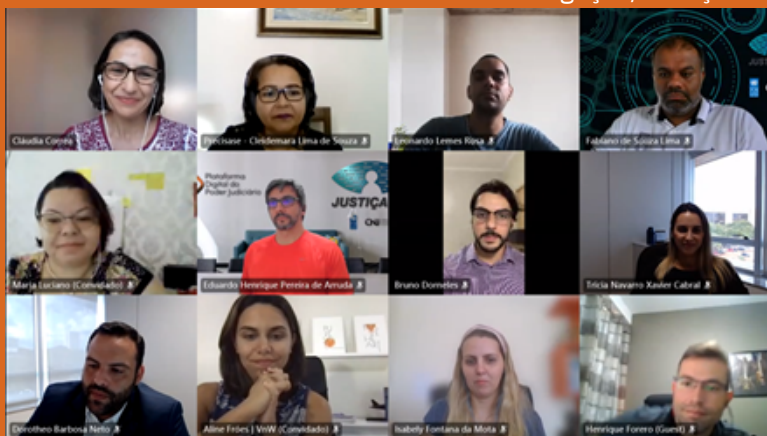 Cláudia Correa
Precisase - Cleidemara Lima de Souza
Leonardo Lemes Rosa
Fabiano de Souza Lima
Plataforma
Digital do
Poder Judiciário
JUSTIÇA
Maria Luciano (Convidado)
Eduardo Henrique Pereira de Arruda
Bruno Dorneles
Tricia Navarro Xavier Cabral
Dorotheo Barbosa Neto
Aline Fróes | VnW (Convidado)
Isabely Fontana da Mota
Henrique Forero (Guest)